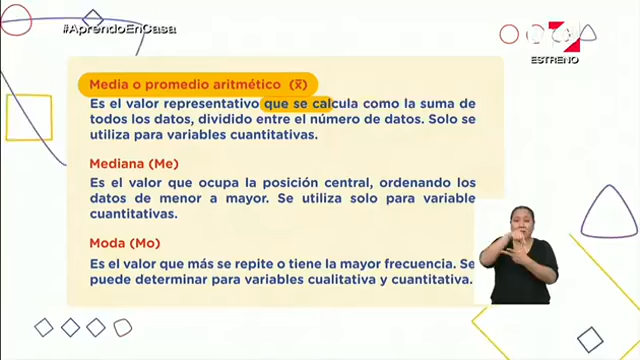 #AprendoEnCasa
ESTRENO
Media o promedio aritmético (x̅)
Es el valor representativo que se calcula como la suma de
todos los datos, dividido entre el número de datos. Solo se
utiliza para variables cuantitativas.
Mediana (Me)
Es el valor que ocupa la posición central, ordenando los
datos de menor a mayor. Se utiliza solo para variable
cuantitativas.
Moda (Mo)
Es el valor que más se repite o tiene la mayor frecuencia. Se
puede determinar para variables cualitativa y cuantitativa.